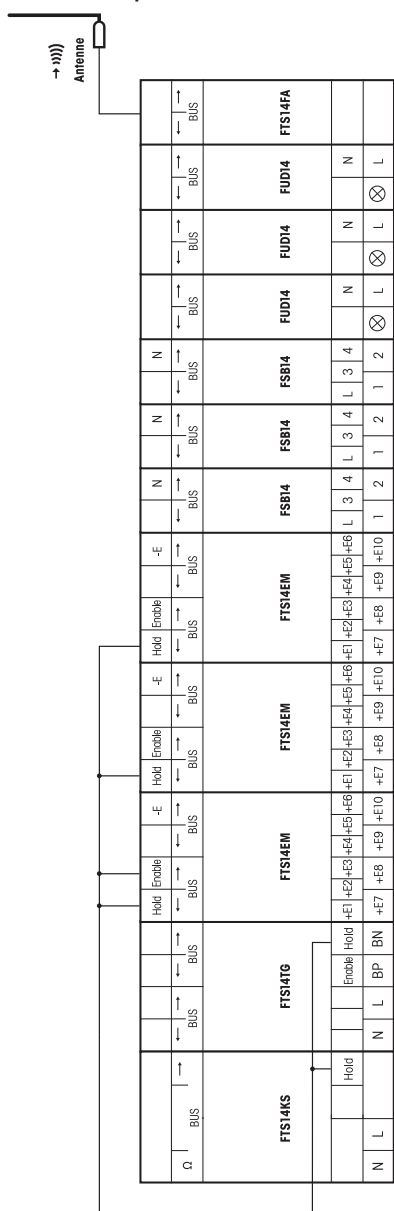 Antenne
BUS
FTS14FA
BUS
FUD14
N
L
BUS
FUD14
N
L
BUS
FUD14
N
L
N
BUS
FSB14
L 3 4
1 2
N
BUS
FSB14
L 3 4
1 2
N
BUS
FSB14
L 3 4
1 2
Hold Enable -E
BUS BUS
FTS14EM
+E1 +E2 +E3 +E4 +E5 +E6
+E7 +E8 +E9 +E10
Hold Enable -E
BUS BUS
FTS14EM
+E1 +E2 +E3 +E4 +E5 +E6
+E7 +E8 +E9 +E10
Hold Enable -E
BUS BUS
FTS14EM
+E1 +E2 +E3 +E4 +E5 +E6
+E7 +E8 +E9 +E10
BUS BUS
FTS14TG
Enable Hold
N L BP BN
Ω BUS
FTS14KS
Hold
N L